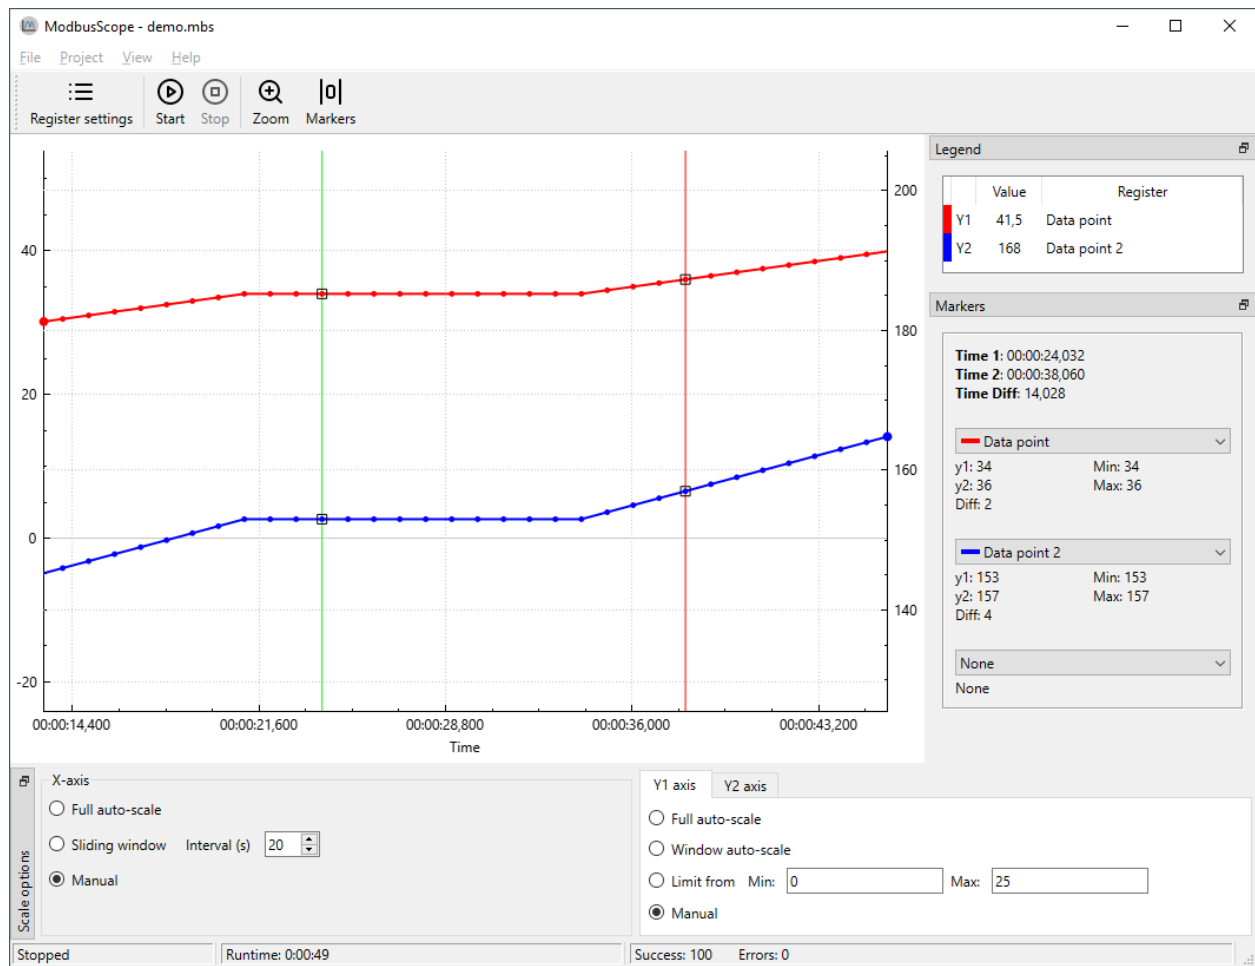 ModbusScope - demo.mbs
File Project View Help
Register settings Start Stop Zoom Markers
40
20
0
-20
200
180
160
140
00:00:14,400 00:00:21,600 00:00:28,800 00:00:36,000 00:00:43,200
Time
Legend
Value Register
Y1 41,5 Data point
Y2 168 Data point 2
Markers
Time 1: 00:00:24,032
Time 2: 00:00:38,060
Time Diff: 14,028
Data point
y1: 34 Min: 34
y2: 36 Max: 36
Diff: 2
Data point 2
y1: 153 Min: 153
y2: 157 Max: 157
Diff: 4
None
None
Scale options
X-axis
Full auto-scale
Sliding window Interval (s) 20
Manual
Y1 axis Y2 axis
Full auto-scale
Window auto-scale
Limit from Min: 0 Max: 25
Manual
Stopped Runtime: 0:00:49 Success: 100 Errors: 0